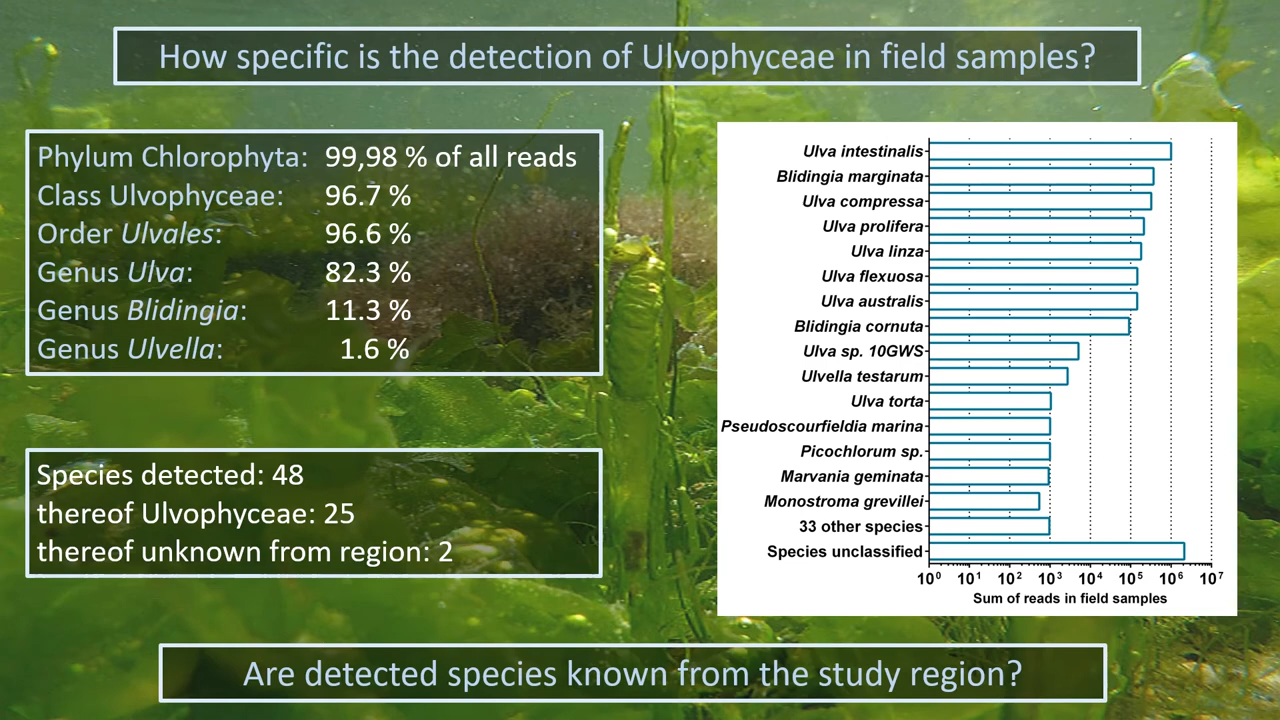 How specific is the detection of Ulvophyceae in field samples?
Phylum Chlorophyta: 99,98 % of all reads
Class Ulvophyceae: 96.7 %
Order Ulvales: 96.6 %
Genus Ulva: 82.3 %
Genus Blidingia: 11.3 %
Genus Ulvella: 1.6 %
Species detected: 48
thereof Ulvophyceae: 25
thereof unknown from region: 2
Ulva intestinalis
Blidingia marginata
Ulva compressa
Ulva prolifera
Ulva linza
Ulva flexuosa
Ulva australis
Blidingia cornuta
Ulva sp. 10GWS
Ulvella testarum
Ulva torta
Pseudoscourfieldia marina
Picochlorum sp.
Marvania geminata
Monostroma grevillei
33 other species
Species unclassified
10⁰ 10¹ 10² 10³ 10⁴ 10⁵ 10⁶ 10⁷
Sum of reads in field samples
Are detected species known from the study region?